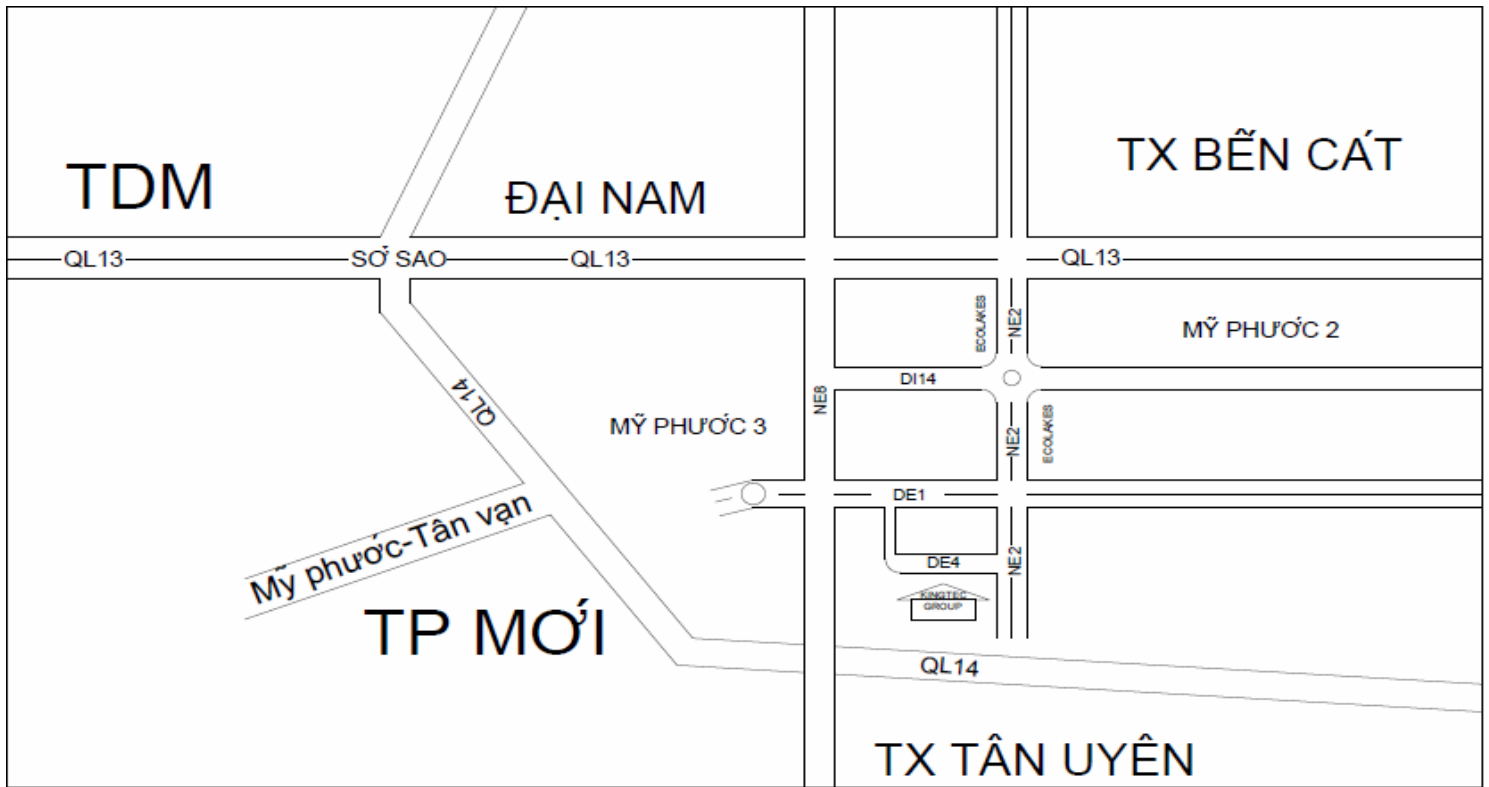 TX BẾN CÁT
TDM
ĐẠI NAM
QL13
SỞ SAO
QL13
QL13
ECOLAKES
NE2
MỸ PHƯỚC 2
DI14
QL14
NE8
MỸ PHƯỚC 3
NE2
ECOLAKES
DE1
Mỹ phước-Tân vạn
DE4
NE2
KINGTEC
GROUP
TP MỚI
QL14
TX TÂN UYÊN